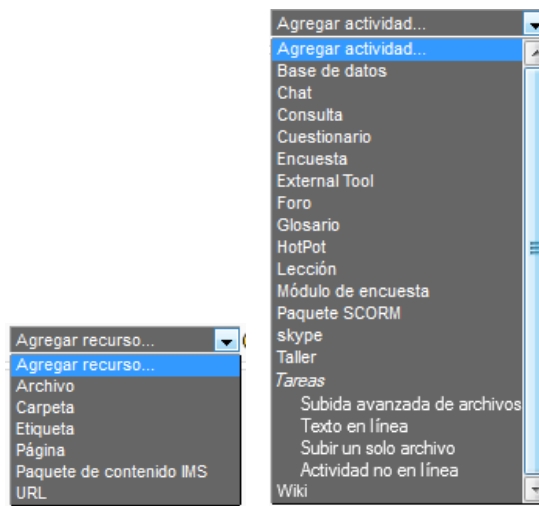 Agregar recurso...
Agregar recurso...
Archivo
Carpeta
Etiqueta
Página
Paquete de contenido IMS
URL
Agregar actividad...
Agregar actividad...
Base de datos
Chat
Consulta
Cuestionario
Encuesta
External Tool
Foro
Glosario
HotPot
Lección
Módulo de encuesta
Paquete SCORM
skype
Taller
Tareas
Subida avanzada de archivos
Texto en línea
Subir un solo archivo
Actividad no en línea
Wiki